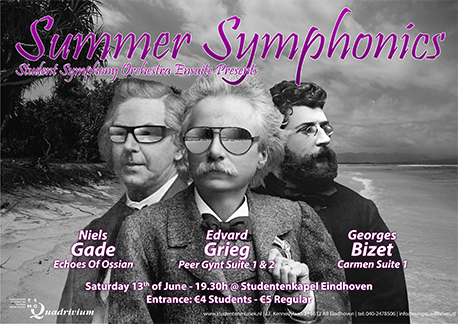 Summer Symphonics
Student Symphony Orchestra Ensuite Presents
Niels
Gade
Echoes Of Ossian
Edvard
Grieg
Peer Gynt Suite 1 & 2
Georges
Bizet
Carmen Suite 1
Saturday 13th of June - 19.30h @ Studentenkapel Eindhoven
Entrance: €4 Students - €5 Regular
ESMG Quadrivium